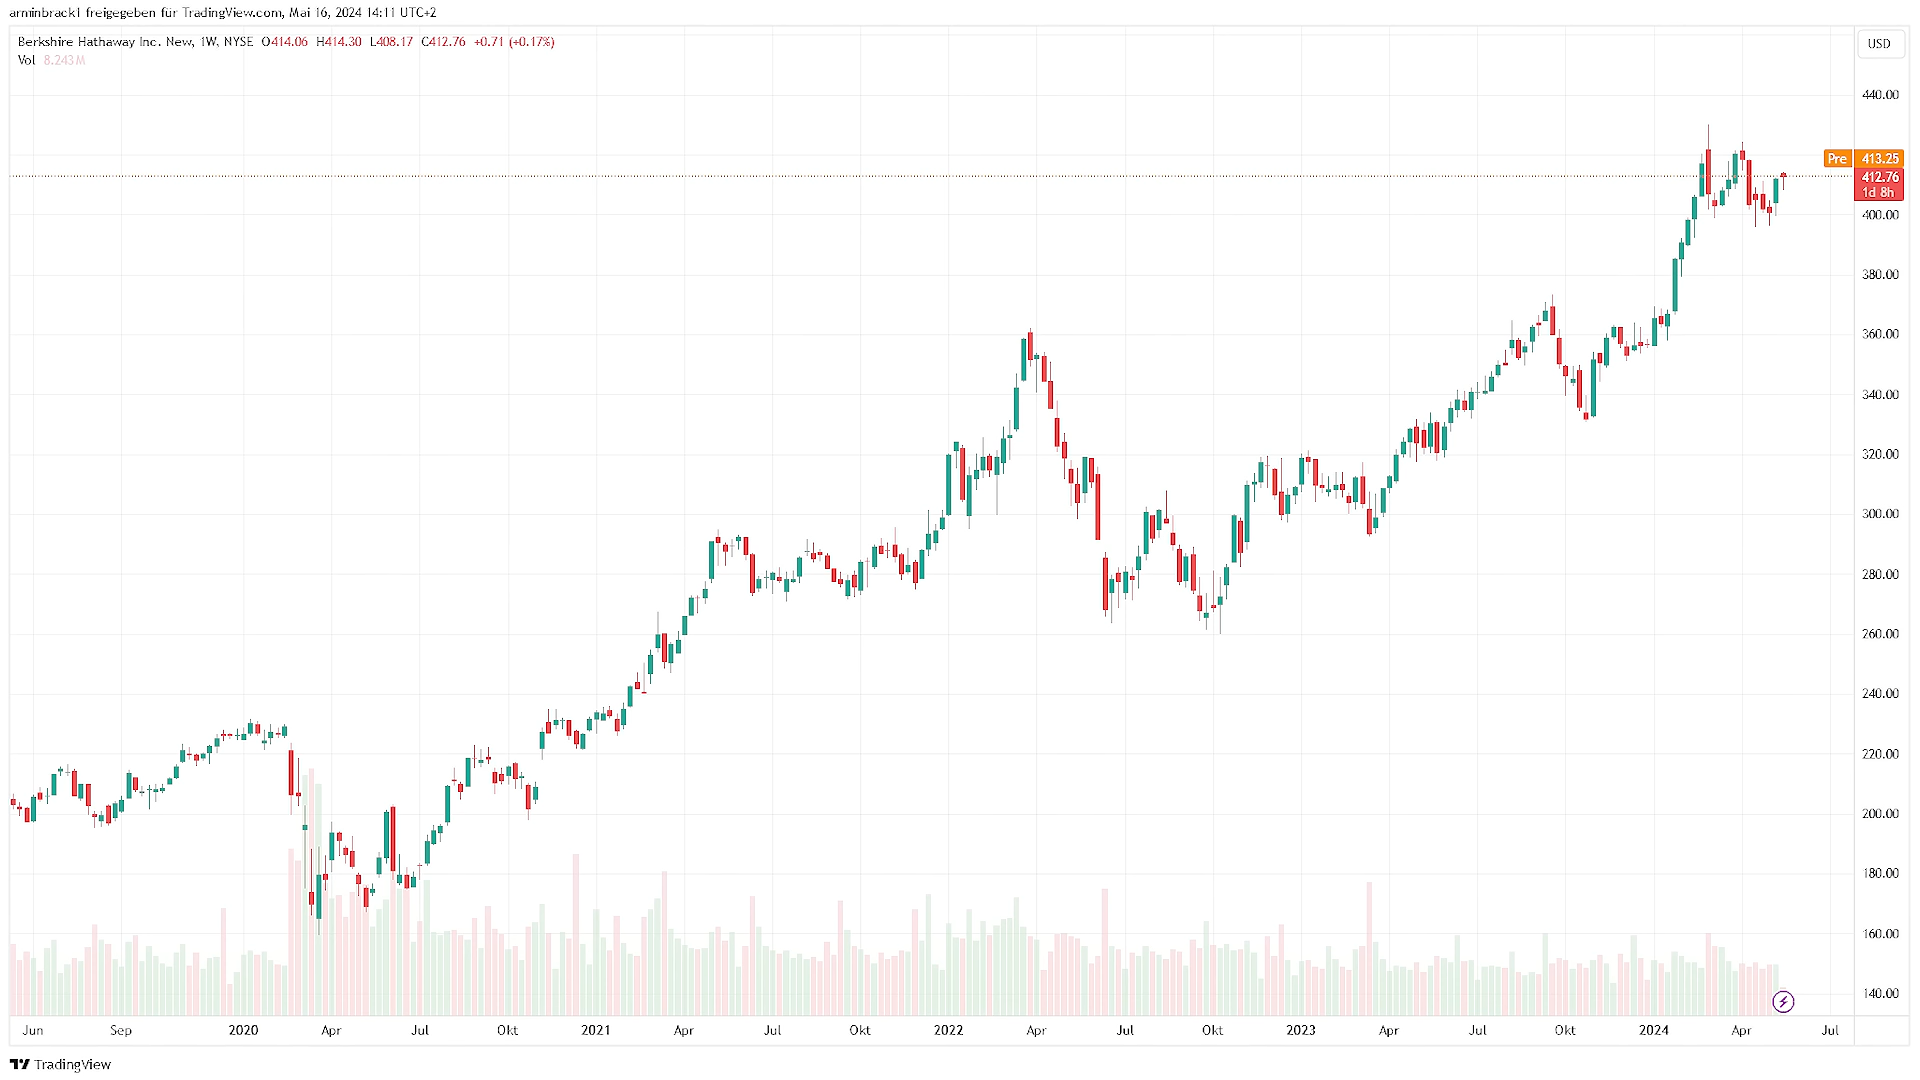 arminbrack1 freigegeben für TradingView.com, Mai 16, 2024 14:11 UTC+2
Berkshire Hathaway Inc. New, 1W, NYSE O414.06 H414.30 L408.17 C412.76 +0.71 (+0.17%)
Vol 8.243M
USD
440.00
Pre 413.25
412.76
1d 8h
400.00
380.00
360.00
340.00
320.00
300.00
280.00
260.00
240.00
220.00
200.00
180.00
160.00
140.00
Jun Sep 2020 Apr Jul Okt 2021 Apr Jul Okt 2022 Apr Jul Okt 2023 Apr Jul Okt 2024 Apr Jul
TradingView